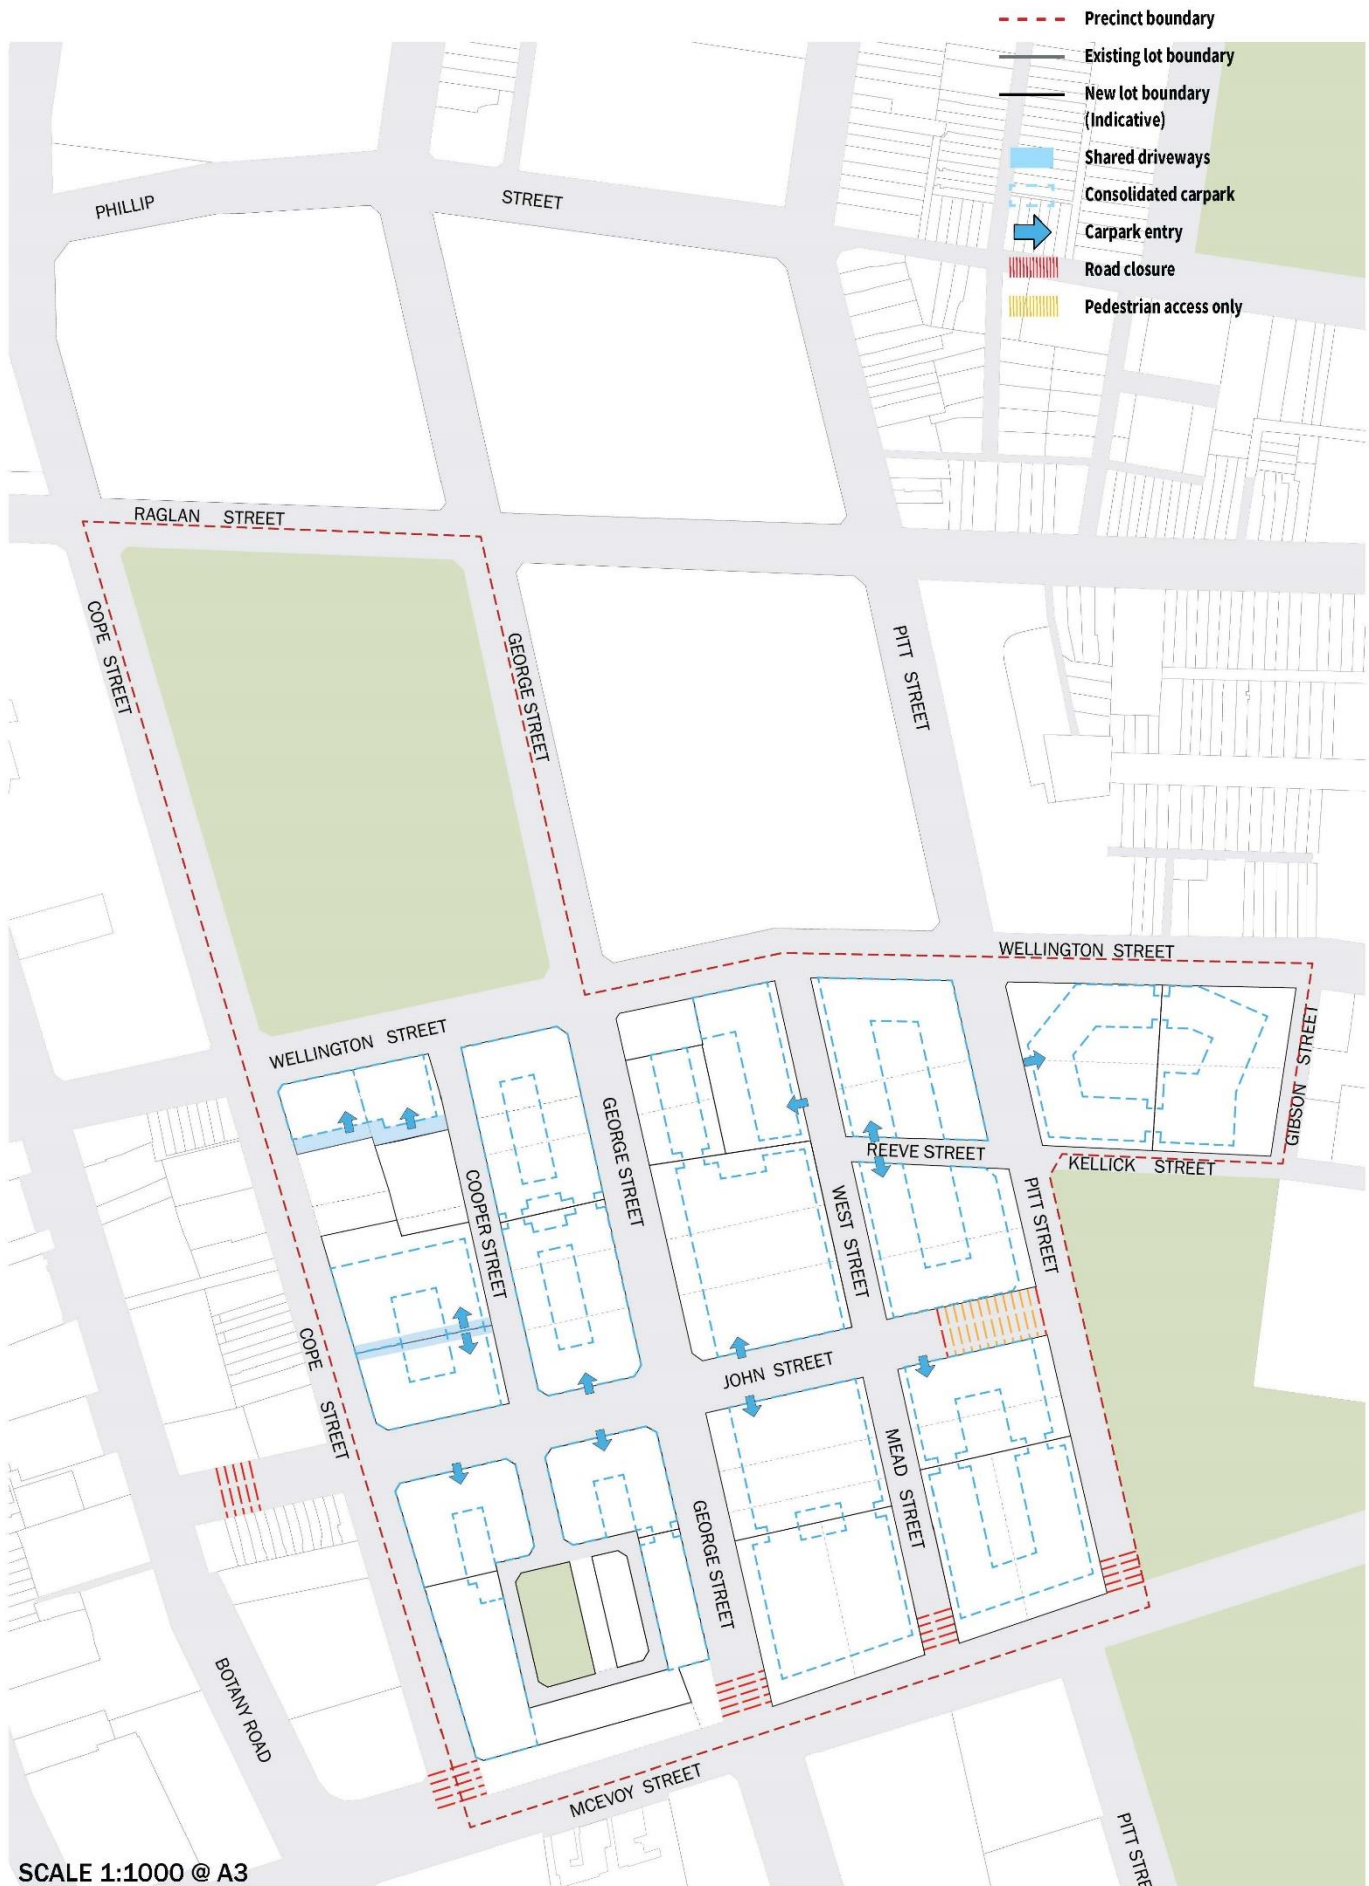 Precinct boundary
Existing lot boundary
New lot boundary
(Indicative)
Shared driveways
Consolidated carpark
Carpark entry
Road closure
Pedestrian access only
PHILLIP STREET
RAGLAN STREET
COPE STREET
GEORGE STREET
PITT STREET
WELLINGTON STREET
WELLINGTON STREET
GIBSON STREET
GEORGE STREET
REEVE STREET
KELLICK STREET
COOPER STREET
WEST STREET
PITT STREET
COPE STREET
JOHN STREET
MEAD STREET
GEORGE STREET
BOTANY ROAD
MCEVOY STREET
PITT STRE
SCALE 1:1000 @ A3